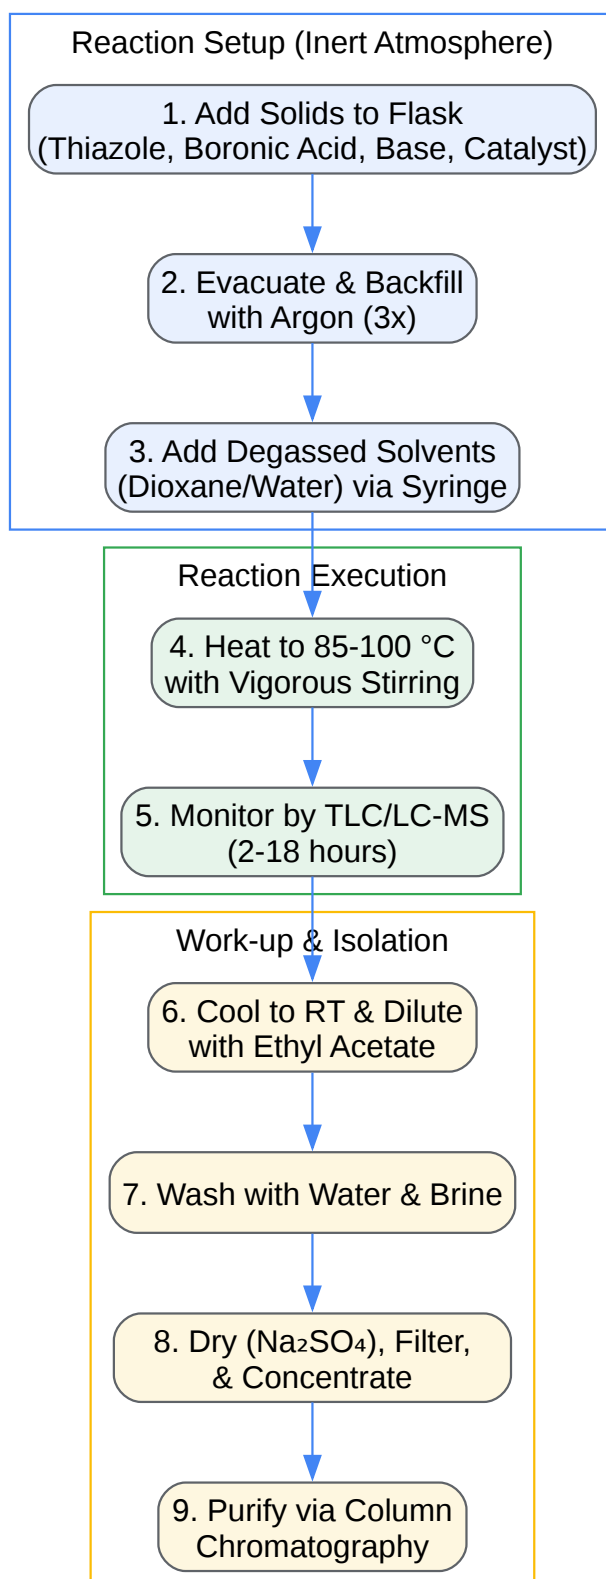 Reaction Setup (Inert Atmosphere)
1. Add Solids to Flask
(Thiazole, Boronic Acid, Base, Catalyst)
2. Evacuate & Backfill
with Argon (3x)
3. Add Degassed Solvents
(Dioxane/Water) via Syringe
Reaction Execution
4. Heat to 85-100 °C
with Vigorous Stirring
5. Monitor by TLC/LC-MS
(2-18 hours)
Work-up & Isolation
6. Cool to RT & Dilute
with Ethyl Acetate
7. Wash with Water & Brine
8. Dry (Na₂SO₄), Filter,
& Concentrate
9. Purify via Column
Chromatography